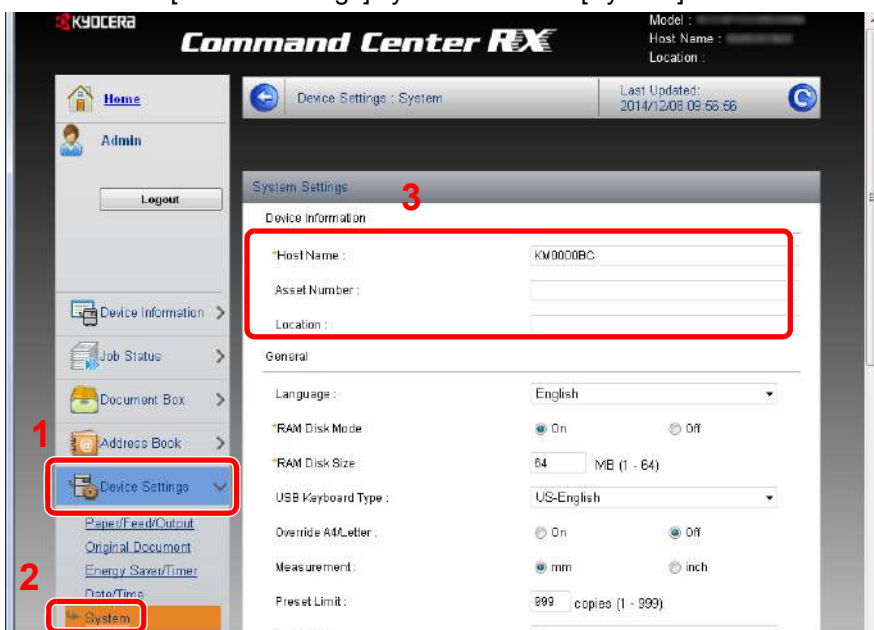 KYOCERA
Command Center RX
Model :
Host Name :
Location :
Home
Device Settings : System
Last Updated:
2014/12/08 09:56:56
Admin
Logout
System Settings
3
Device Information
*Host Name :
KM0000BC
Asset Number :
Location :
Device Information
Job Status
General
Document Box
Language :
English
1
Address Book
*RAM Disk Mode :
On
Off
*RAM Disk Size :
64
MB (1 - 64)
Device Settings
USB Keyboard Type :
US-English
Paper/Feed/Output
Override A4/Letter :
On
Off
Original Document
2
Energy Saver/Timer
Measurement :
mm
inch
Date/Time
Preset Limit :
999
copies (1 - 999)
System